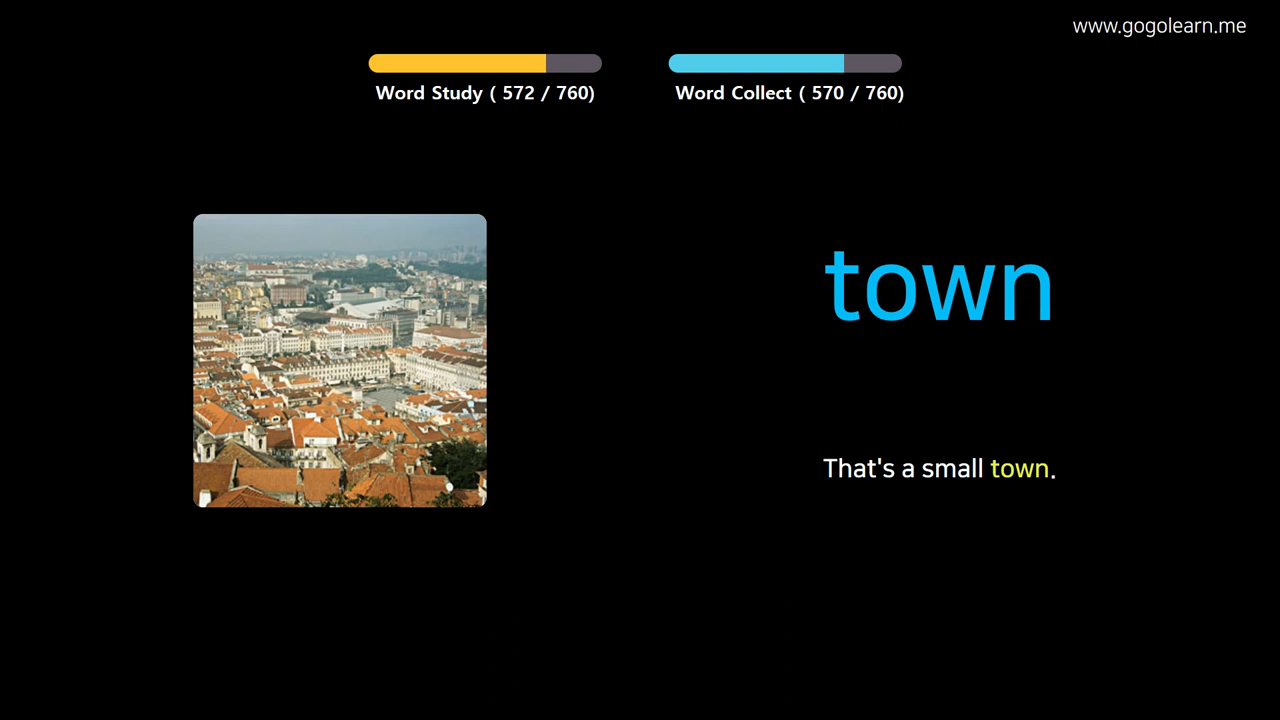 www.gogolearn.me
Word Study ( 572 / 760)
Word Collect ( 570 / 760)
town
That's a small town.